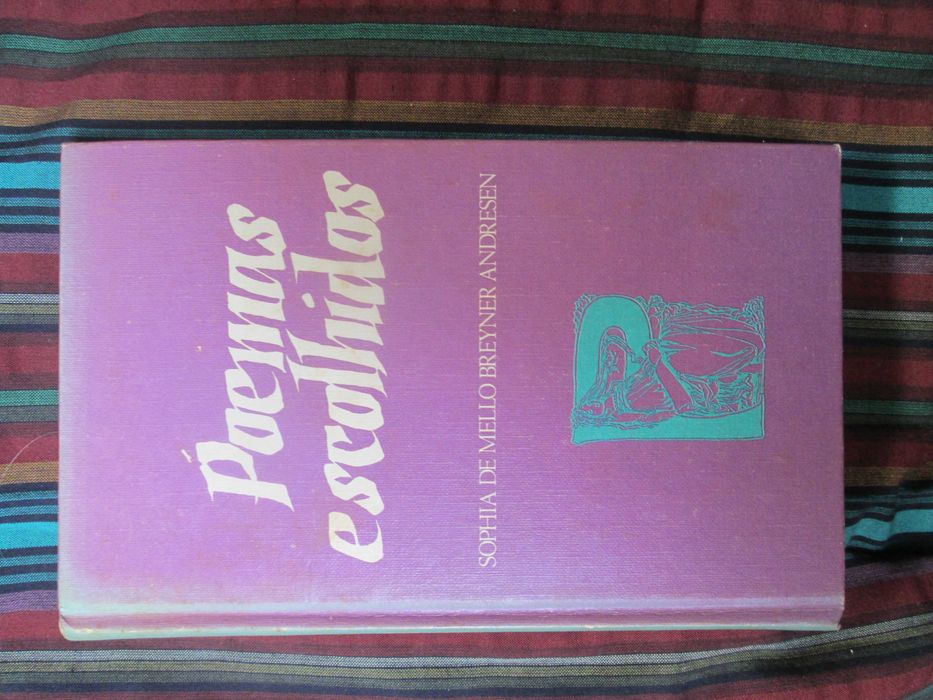 Poemas
escolhidos
SOPHIA DE MELLO BREYNER ANDRESEN